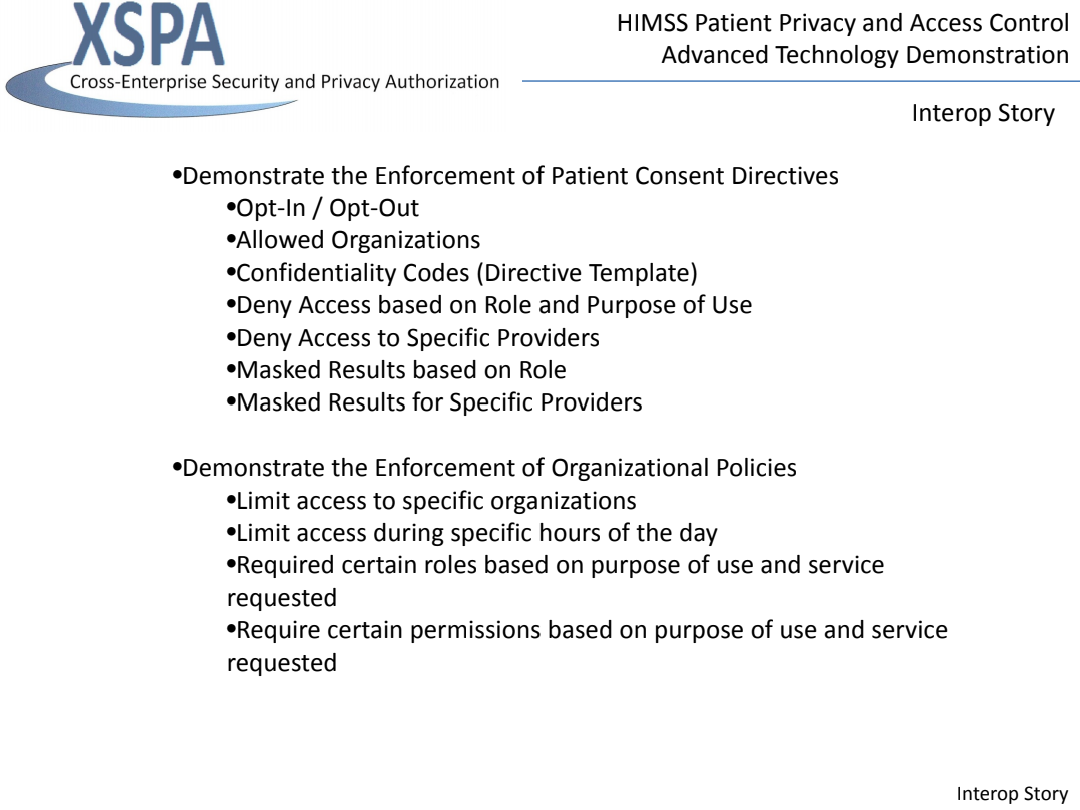 XSPA
Cross-Enterprise Security and Privacy Authorization
HIMSS Patient Privacy and Access Control
Advanced Technology Demonstration
Interop Story
•Demonstrate the Enforcement of Patient Consent Directives
•Opt-In / Opt-Out
•Allowed Organizations
•Confidentiality Codes (Directive Template)
•Deny Access based on Role and Purpose of Use
•Deny Access to Specific Providers
•Masked Results based on Role
•Masked Results for Specific Providers
•Demonstrate the Enforcement of Organizational Policies
•Limit access to specific organizations
•Limit access during specific hours of the day
•Required certain roles based on purpose of use and service
requested
•Require certain permissions based on purpose of use and service
requested
Interop Story